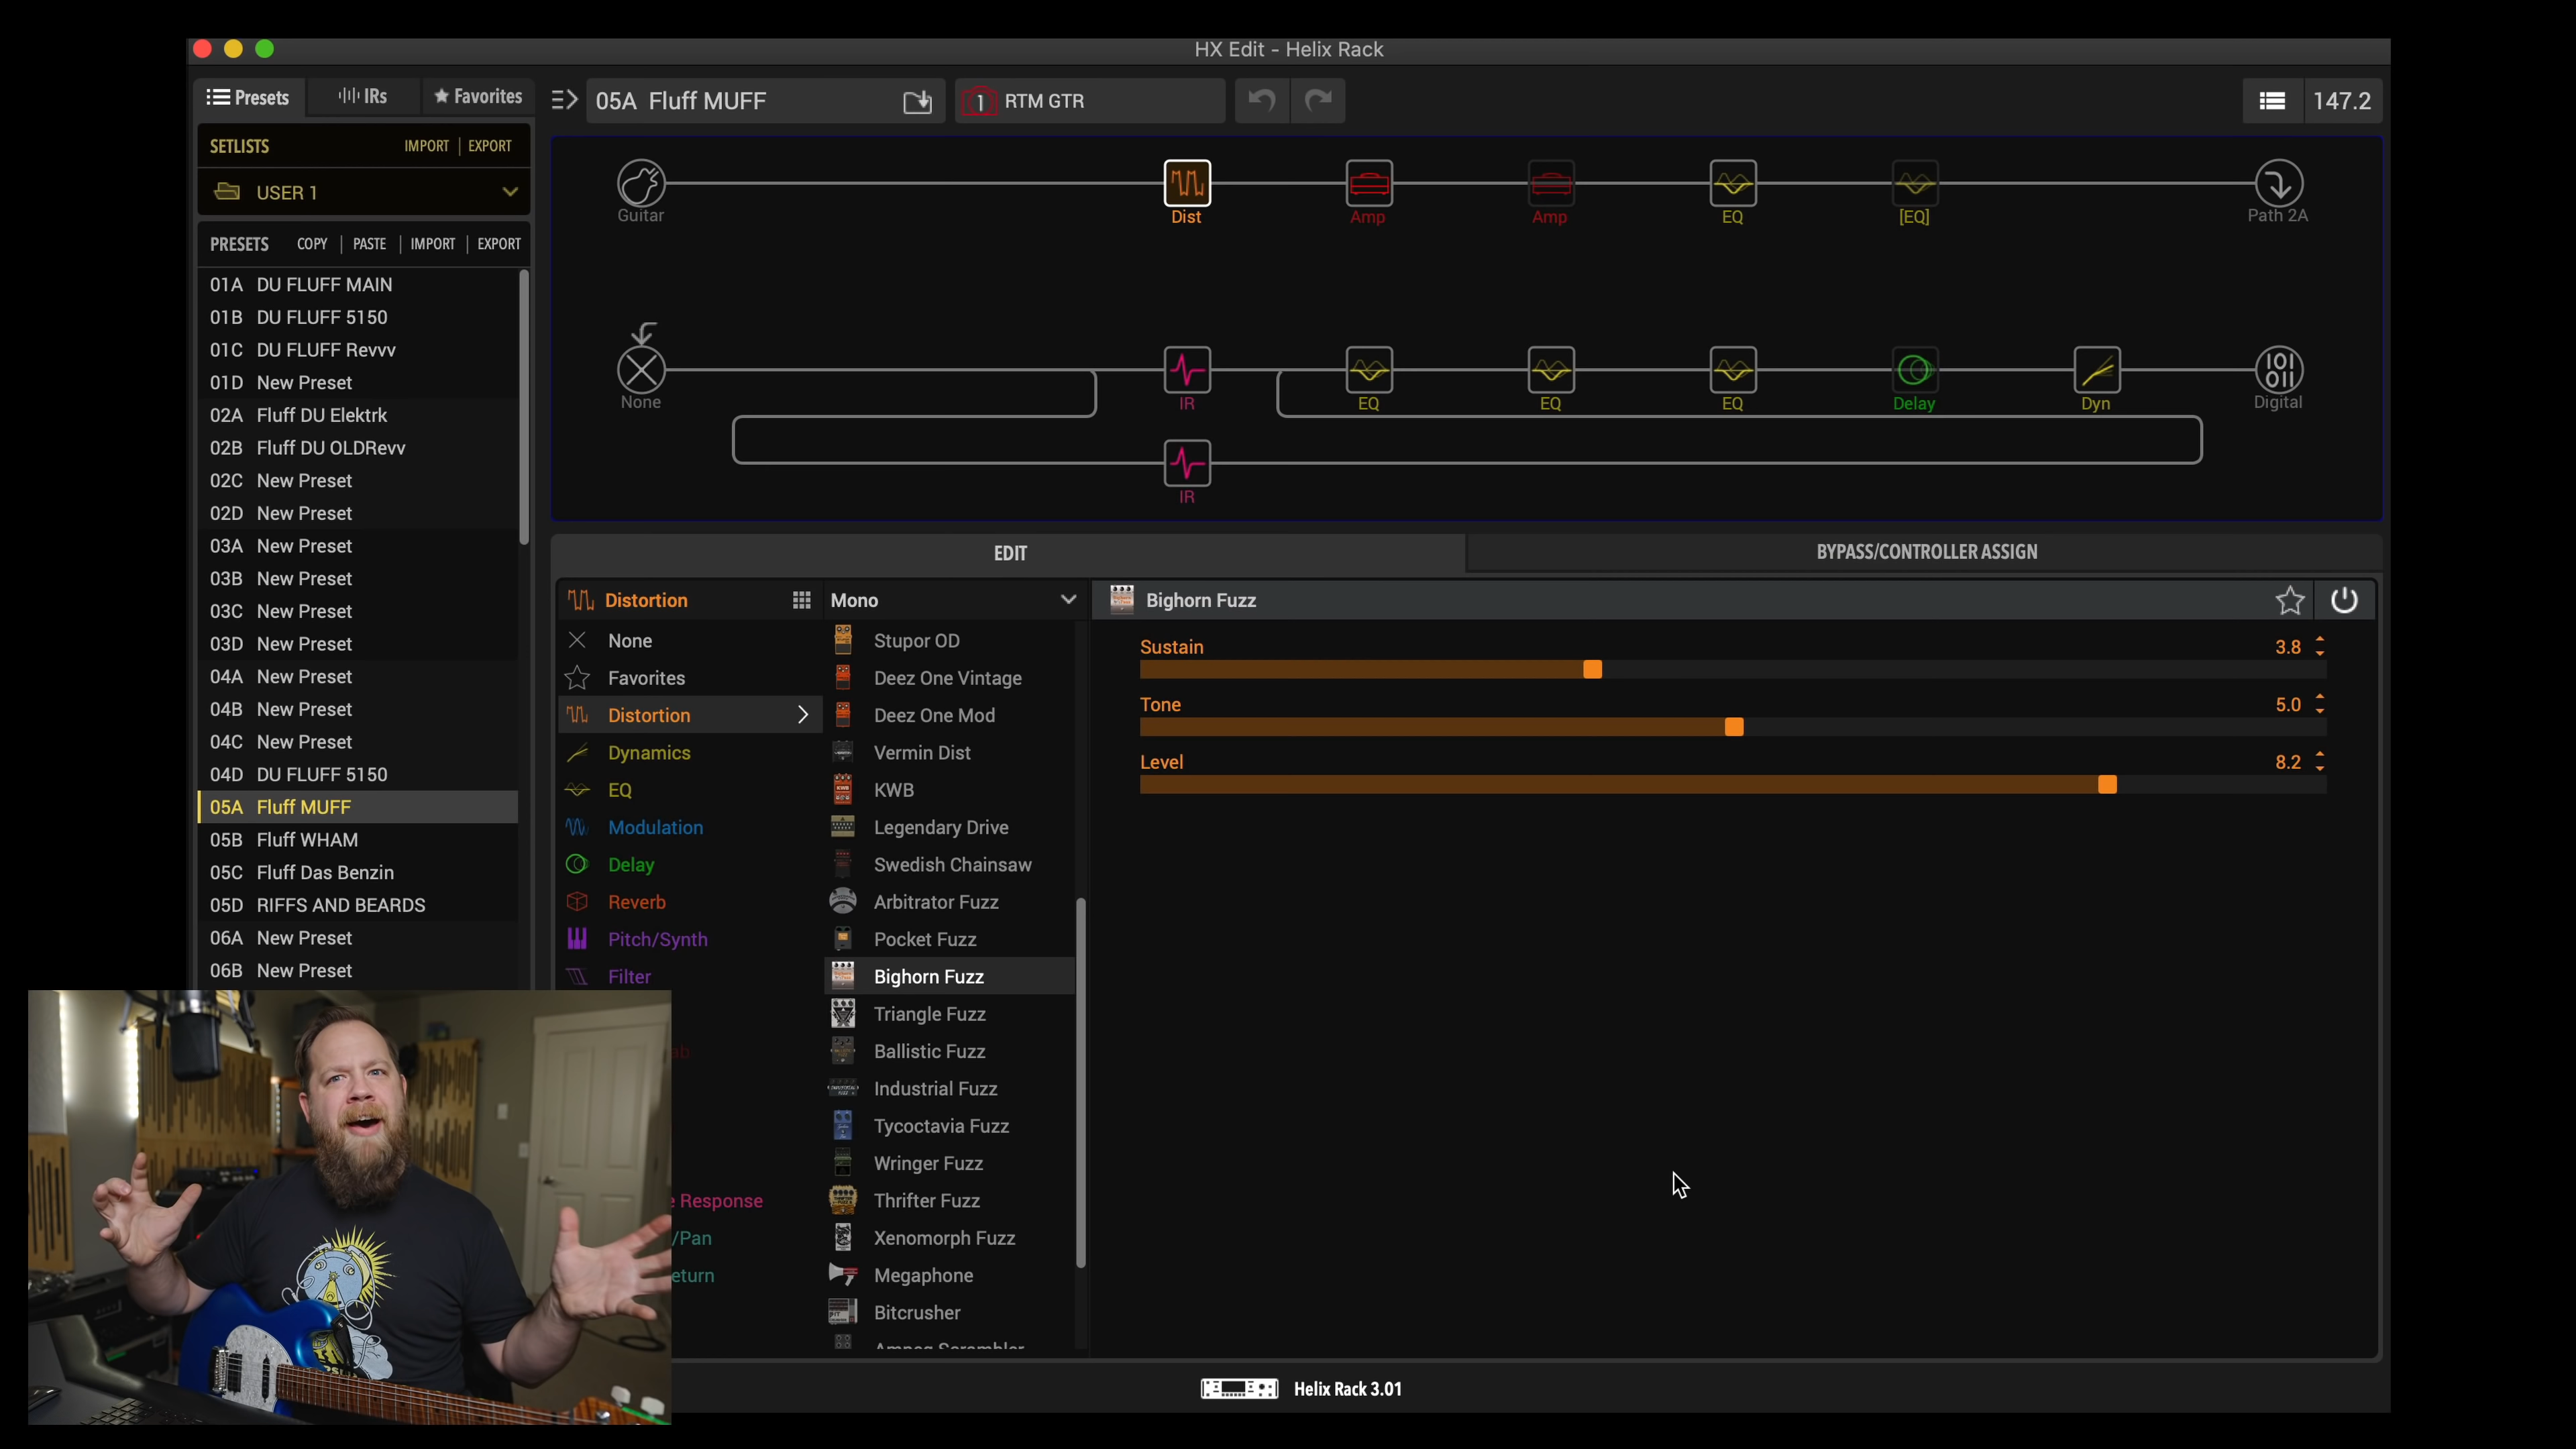 HX Edit - Helix Rack
Presets
IRs
Favorites
05A Fluff MUFF
1 RTM GTR
147.2
SETLISTS
IMPORT | EXPORT
USER 1
PRESETS COPY | PASTE | IMPORT | EXPORT
01A DU FLUFF MAIN
01B DU FLUFF 5150
01C DU FLUFF Revvv
01D New Preset
02A Fluff DU Elektrk
02B Fluff DU OLDRevv
02C New Preset
02D New Preset
03A New Preset
03B New Preset
03C New Preset
03D New Preset
04A New Preset
04B New Preset
04C New Preset
04D DU FLUFF 5150
05A Fluff MUFF
05B Fluff WHAM
05C Fluff Das Benzin
05D RIFFS AND BEARDS
06A New Preset
06B New Preset
Guitar
Dist
Amp
Amp
EQ
[EQ]
Path 2A
None
IR
EQ
EQ
EQ
Delay
Dyn
Digital
IR
EDIT
BYPASS/CONTROLLER ASSIGN
Distortion
None
Favorites
Distortion
Dynamics
EQ
Modulation
Delay
Reverb
Pitch/Synth
Filter
Response
/Pan
eturn
Mono
Stupor OD
Deez One Vintage
Deez One Mod
Vermin Dist
KWB
Legendary Drive
Swedish Chainsaw
Arbitrator Fuzz
Pocket Fuzz
Bighorn Fuzz
Triangle Fuzz
Ballistic Fuzz
Industrial Fuzz
Tycoctavia Fuzz
Wringer Fuzz
Thrifter Fuzz
Xenomorph Fuzz
Megaphone
Bitcrusher
Ampeg Scrambler
Bighorn Fuzz
Sustain 3.8
Tone 5.0
Level 8.2
Helix Rack 3.01